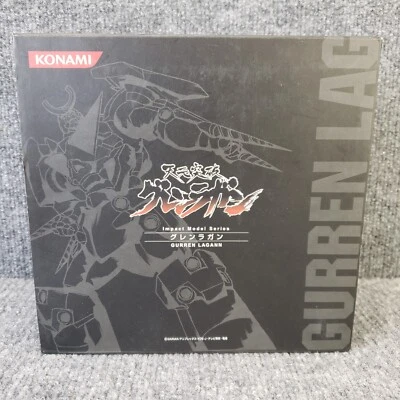 KONAMI
天元突破
グレンラガン
Impact Model Series
グレンラガン
GURREN LAGANN
GURREN LAG